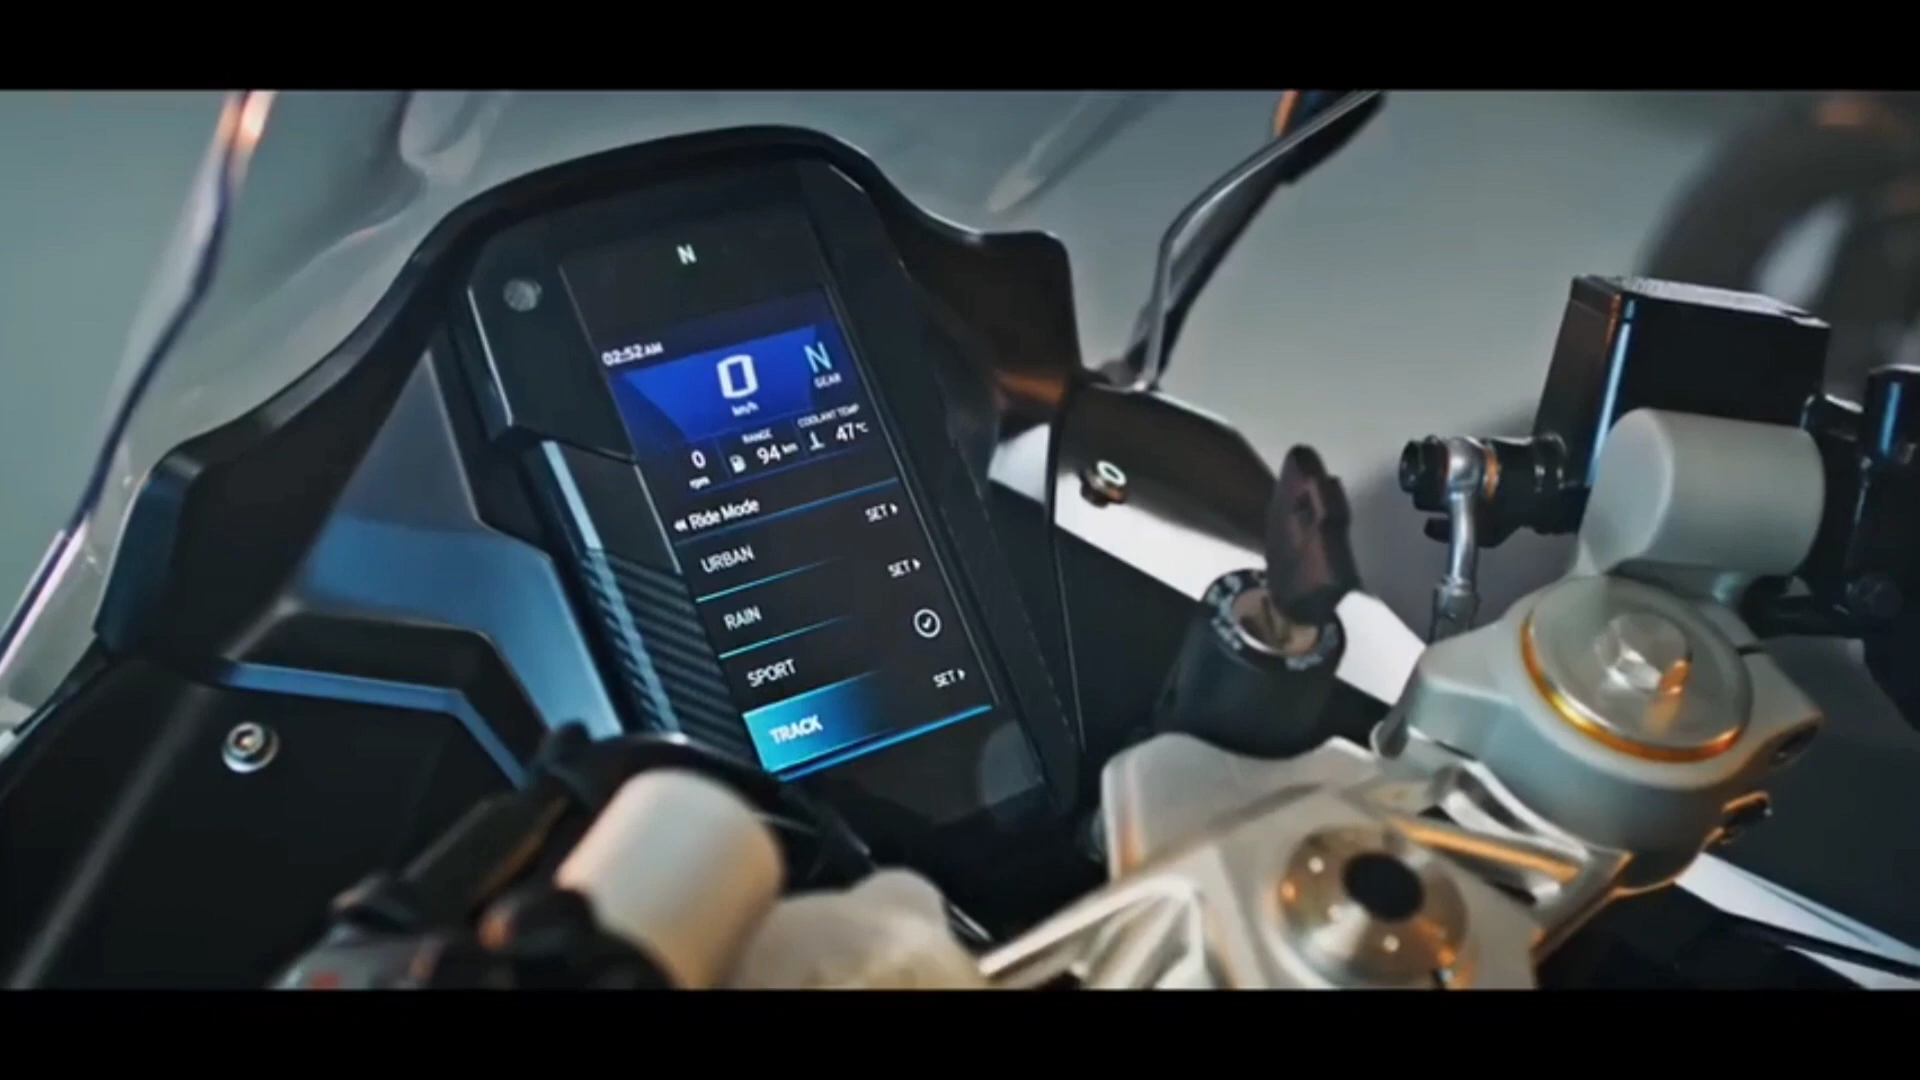 N
02:52 AM
0
km/h
N
GEAR
0
rpm
RANGE
94 km
COOLANT TEMP
47°C
Ride Mode
URBAN SET
RAIN SET
SPORT
TRACK SET